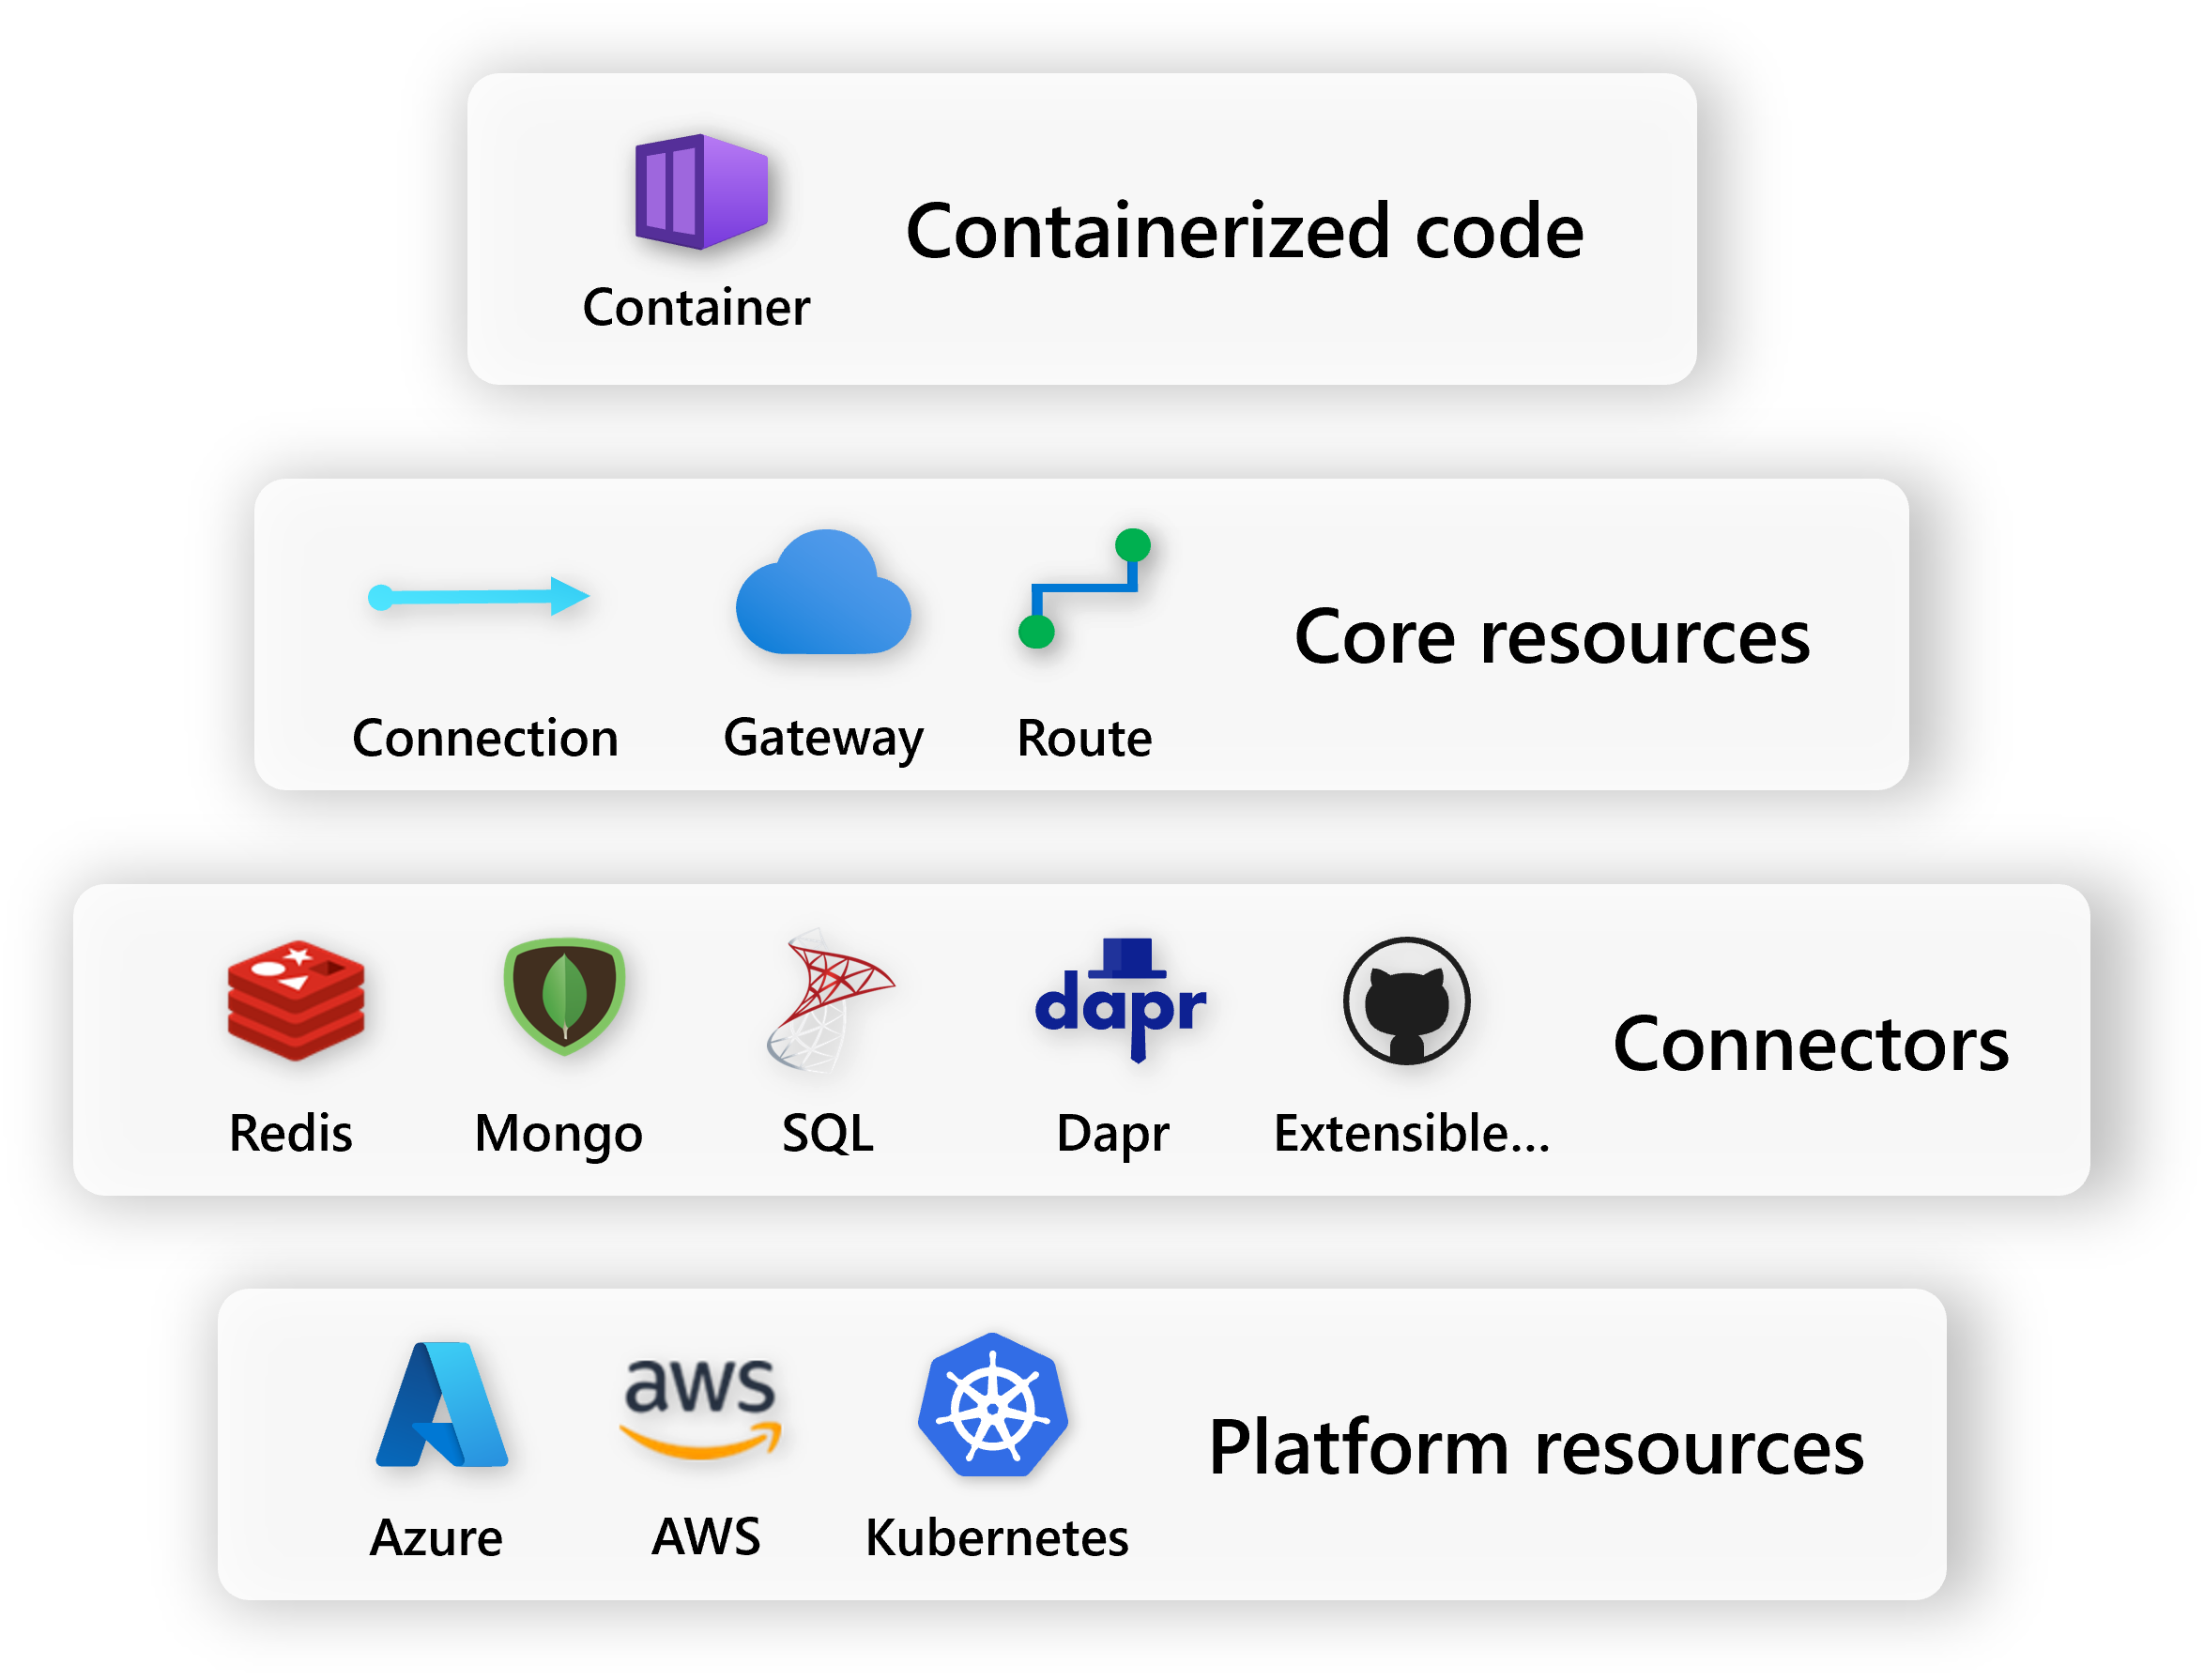 Container
Containerized code
Connection
Gateway
Route
Core resources
dapr
Redis
Mongo
SQL
Dapr
Extensible...
Connectors
aws
Azure
AWS
Kubernetes
Platform resources